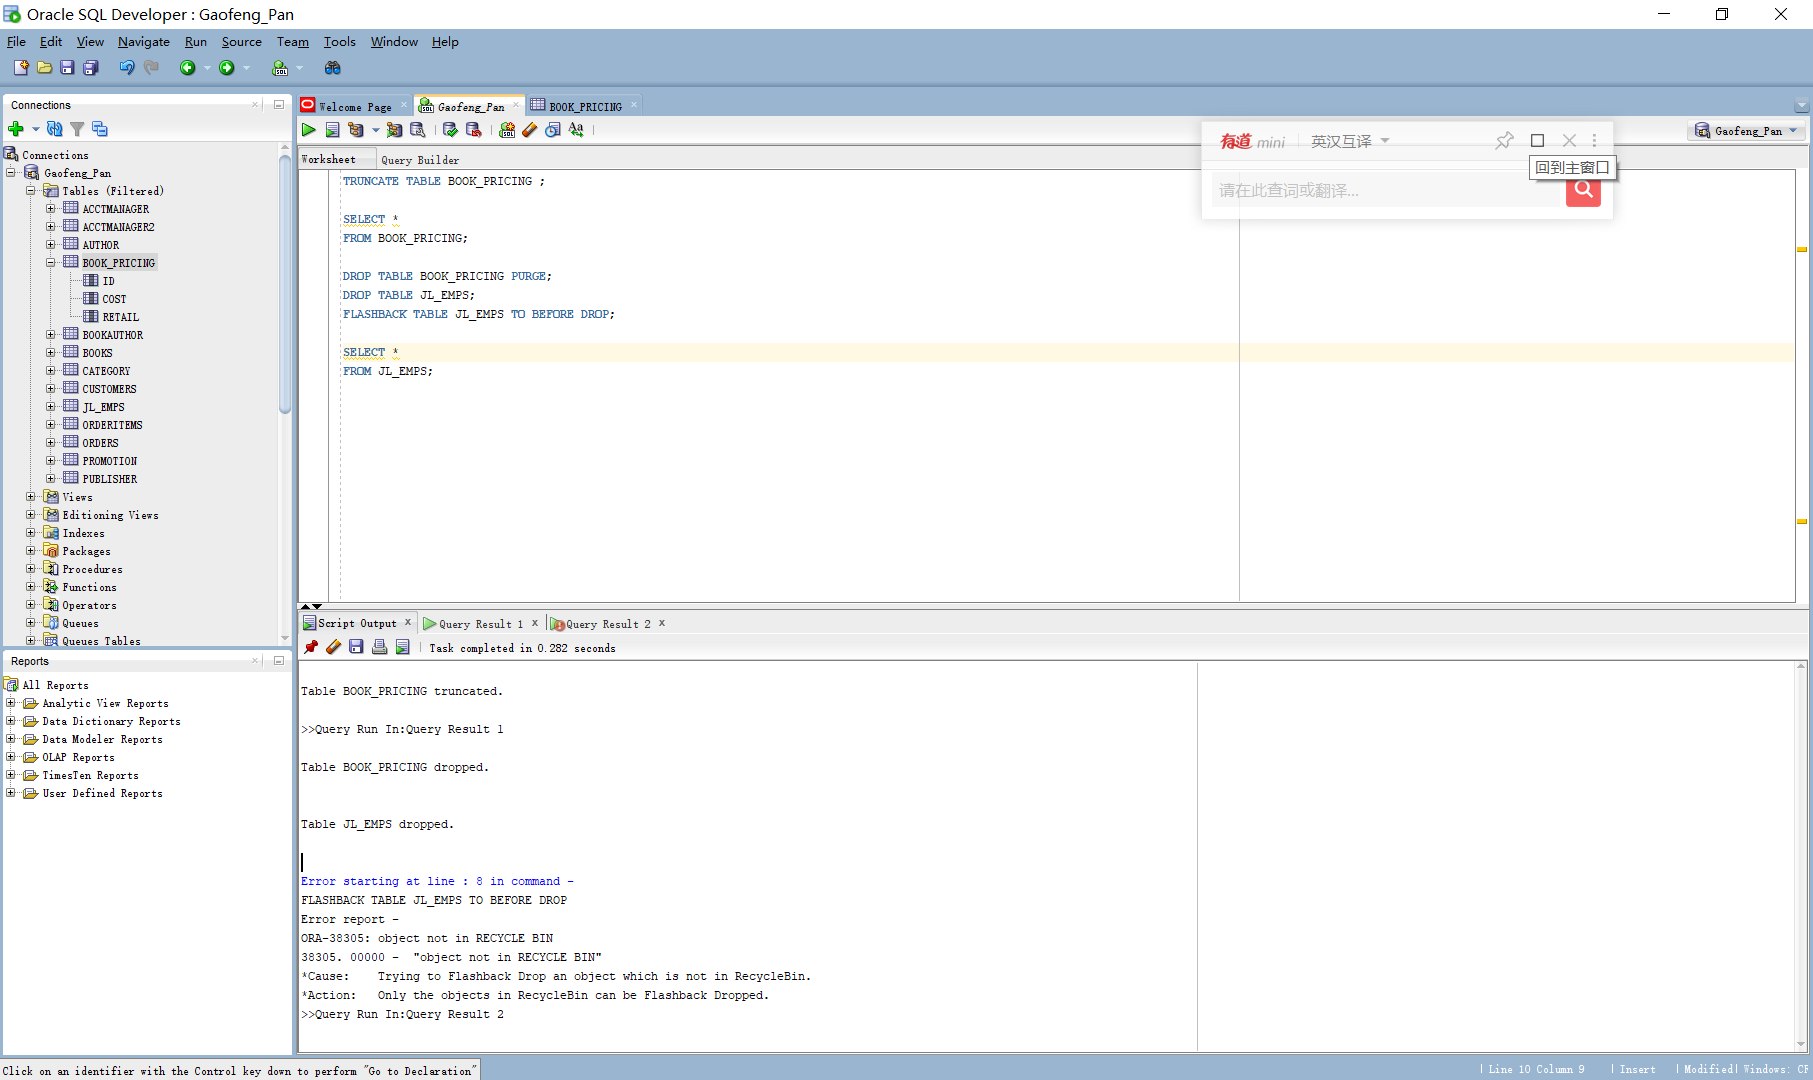 Oracle SQL Developer : Gaofeng_Pan
File Edit View Navigate Run Source Team Tools Window Help
Connections
Connections
Gaofeng_Pan
Tables (Filtered)
ACCTMANAGER
ACCTMANAGER2
AUTHOR
BOOK_PRICING
ID
COST
RETAIL
BOOKAUTHOR
BOOKS
CATEGORY
CUSTOMERS
JL_EMPS
ORDERITEMS
ORDERS
PROMOTION
PUBLISHER
Views
Editioning Views
Indexes
Packages
Procedures
Functions
Operators
Queues
Queues Tables
Reports
All Reports
Analytic View Reports
Data Dictionary Reports
Data Modeler Reports
OLAP Reports
TimesTen Reports
User Defined Reports
Welcome Page Gaofeng_Pan BOOK_PRICING
Gaofeng_Pan
Worksheet Query Builder
有道 mini 英汉互译
回到主窗口
请在此查词或翻译...
TRUNCATE TABLE BOOK_PRICING ;
SELECT *
FROM BOOK_PRICING;
DROP TABLE BOOK_PRICING PURGE;
DROP TABLE JL_EMPS;
FLASHBACK TABLE JL_EMPS TO BEFORE DROP;
SELECT *
FROM JL_EMPS;
Script Output Query Result 1 Query Result 2
Task completed in 0.282 seconds
Table BOOK_PRICING truncated.
>>Query Run In:Query Result 1
Table BOOK_PRICING dropped.
Table JL_EMPS dropped.
Error starting at line : 8 in command -
FLASHBACK TABLE JL_EMPS TO BEFORE DROP
Error report -
ORA-38305: object not in RECYCLE BIN
38305. 00000 - "object not in RECYCLE BIN"
*Cause: Trying to Flashback Drop an object which is not in RecycleBin.
*Action: Only the objects in RecycleBin can be Flashback Dropped.
>>Query Run In:Query Result 2
Click on an identifier with the Control key down to perform "Go to Declaration"
Line 10 Column 9 Insert Modified Windows: CR